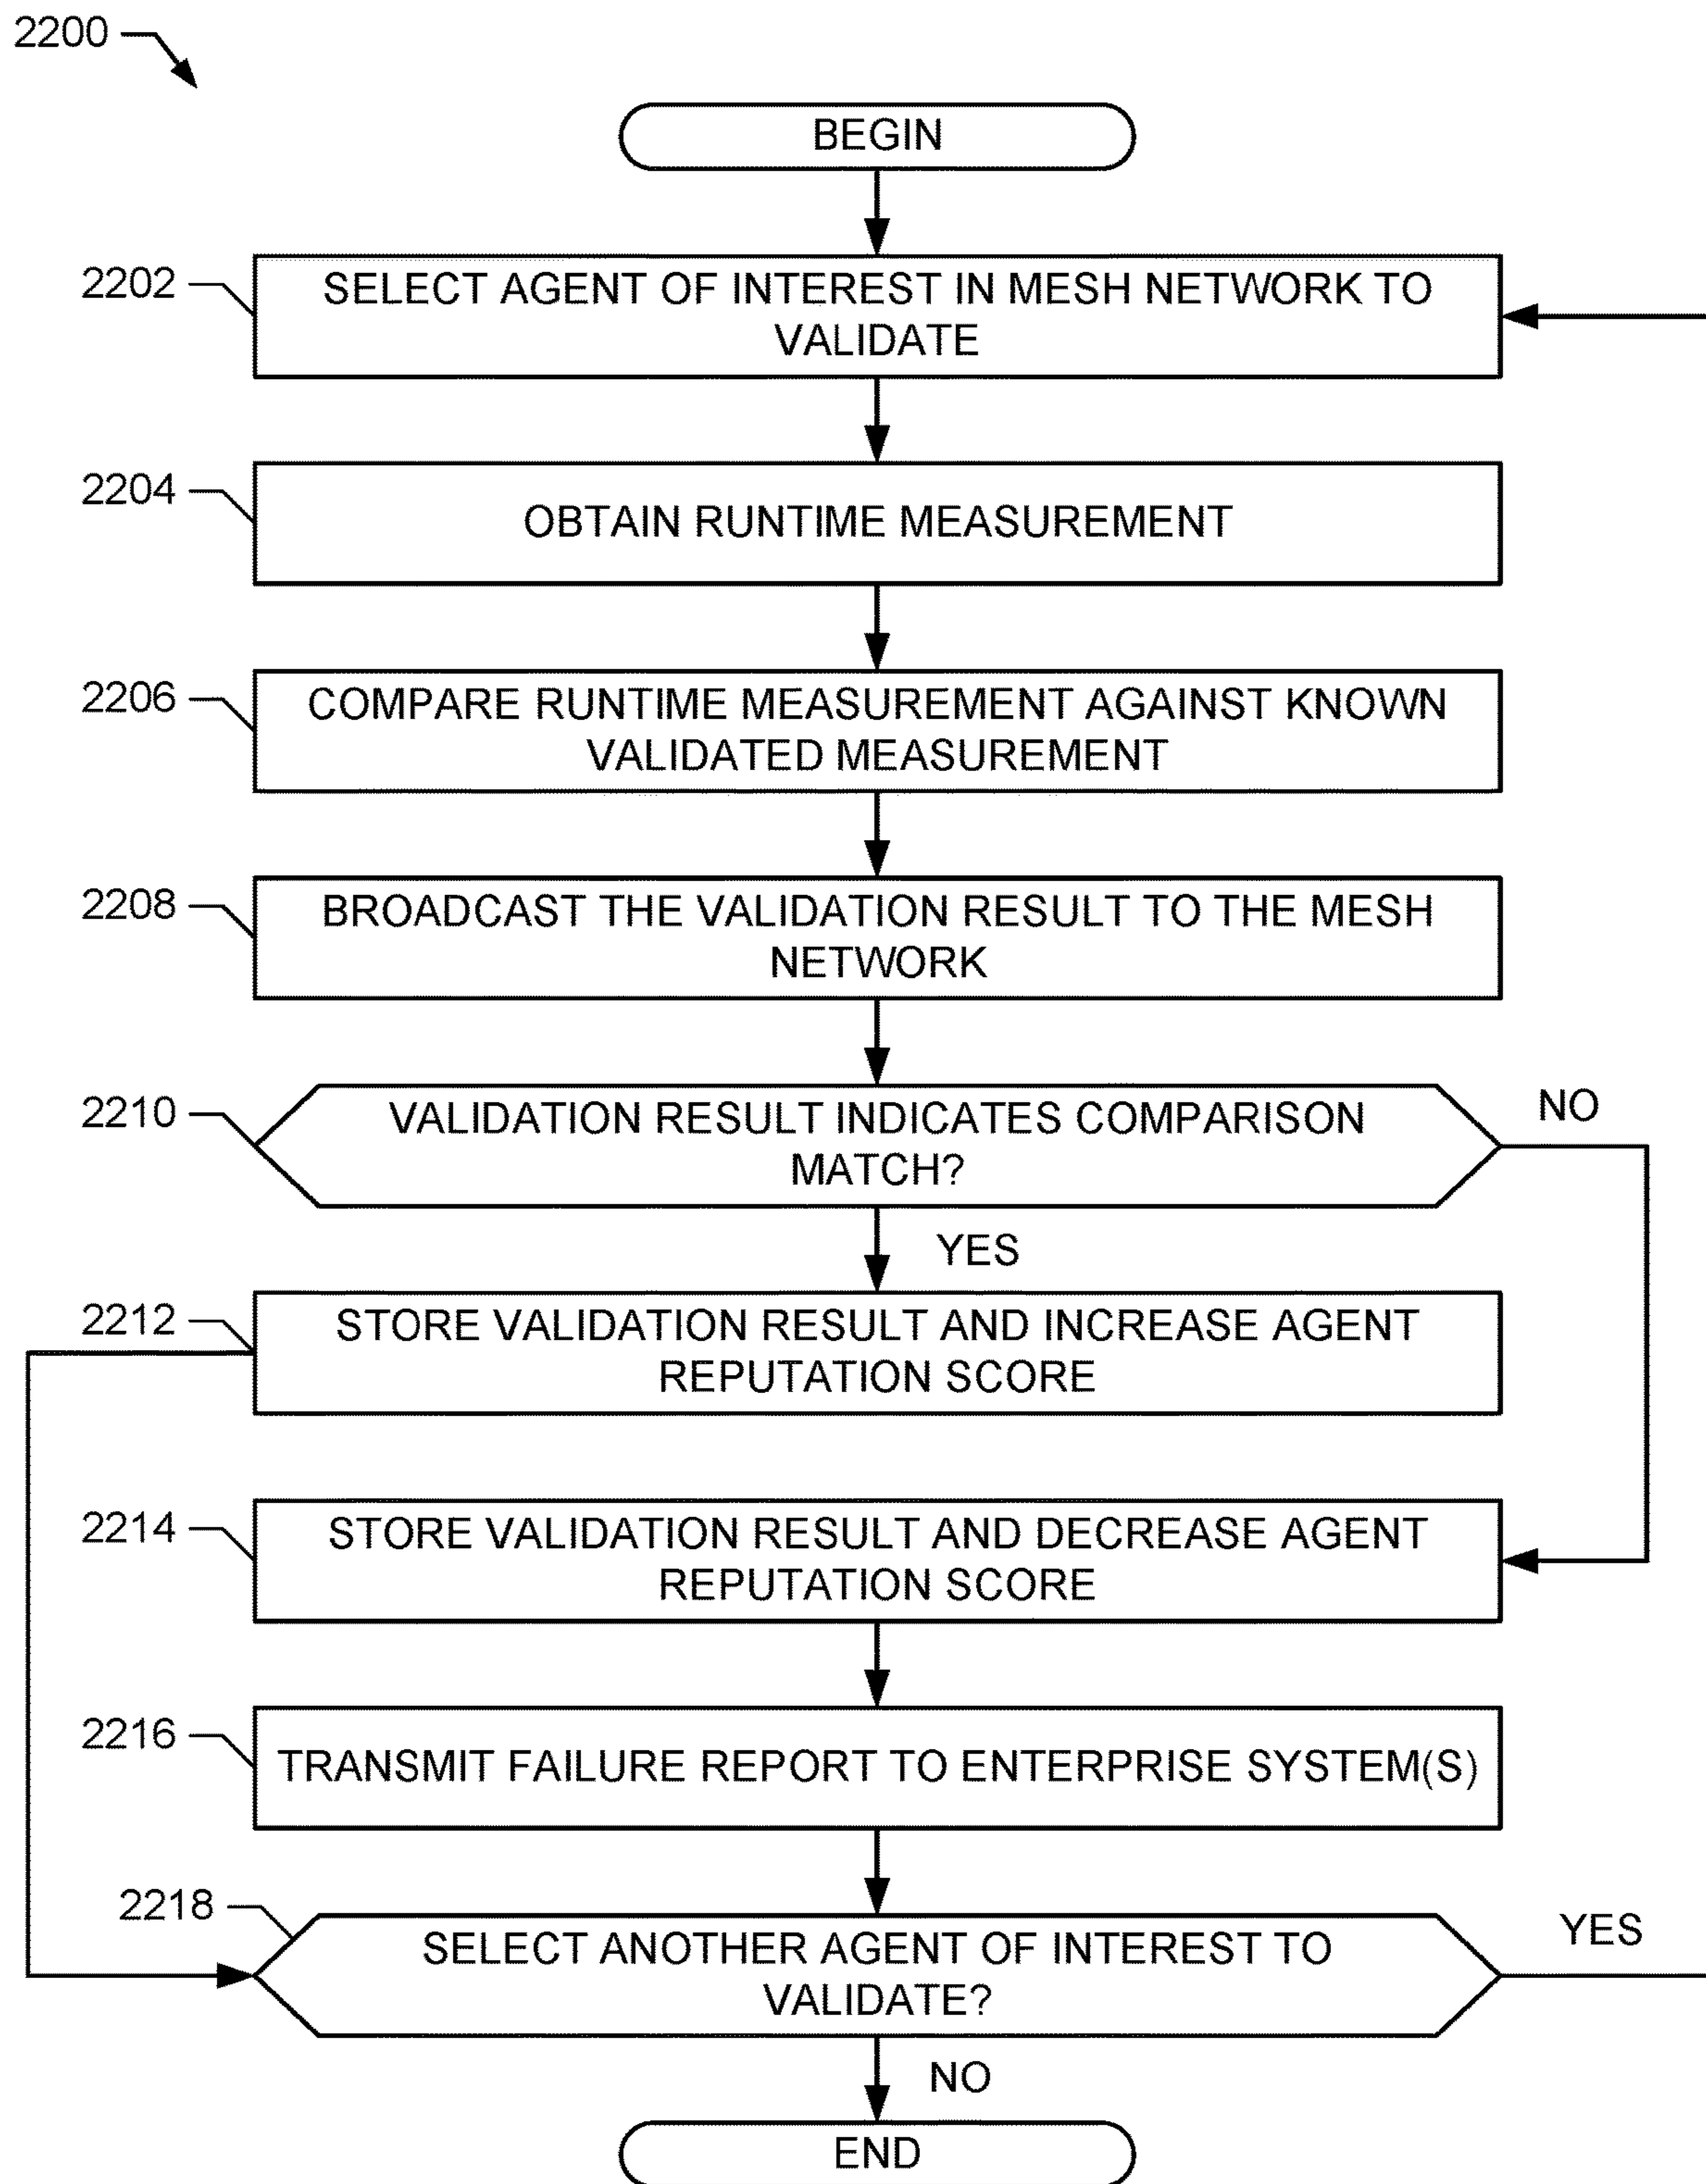 2200
BEGIN
2202
SELECT AGENT OF INTEREST IN MESH NETWORK TO
VALIDATE
2204
OBTAIN RUNTIME MEASUREMENT
2206
COMPARE RUNTIME MEASUREMENT AGAINST KNOWN
VALIDATED MEASUREMENT
2208
BROADCAST THE VALIDATION RESULT TO THE MESH
NETWORK
2210
VALIDATION RESULT INDICATES COMPARISON
MATCH?
NO
YES
2212
STORE VALIDATION RESULT AND INCREASE AGENT
REPUTATION SCORE
2214
STORE VALIDATION RESULT AND DECREASE AGENT
REPUTATION SCORE
2216
TRANSMIT FAILURE REPORT TO ENTERPRISE SYSTEM(S)
2218
SELECT ANOTHER AGENT OF INTEREST TO
VALIDATE?
YES
NO
END